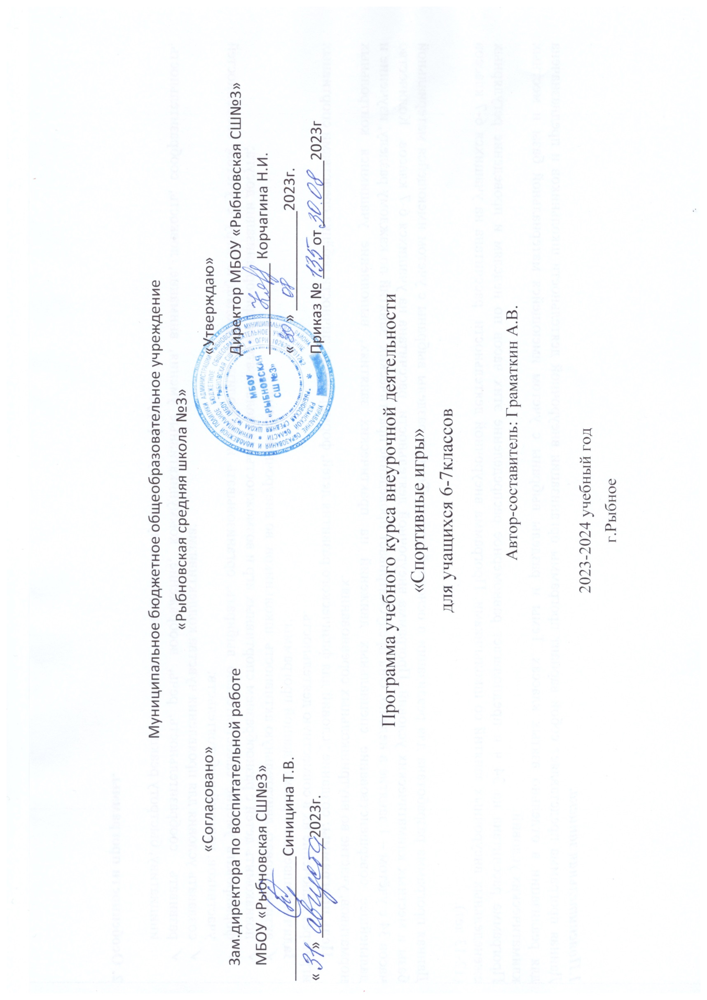 Муниципальное бюджетное общеобразовательное учреждение
«Рыбновская средняя школа №3»
«Согласовано»
Зам.директора по воспитательной работе
МБОУ «Рыбновская СШ№3»
Синицина Т.В.
« 31 » августа 2023г.
«Утверждаю»
Директор МБОУ «Рыбновская СШ№3»
Корчагина Н.И.
« 30 » 08 2023г.
Приказ № 135 от 30.08 2023г
МБОУ
«РЫБНОВСКАЯ
СШ №3»
Программа учебного курса внеурочной деятельности
«Спортивные игры»
для учащихся 6-7классов
Автор-составитель: Граматкин А.В.
2023-2024 учебный год
г.Рыбное